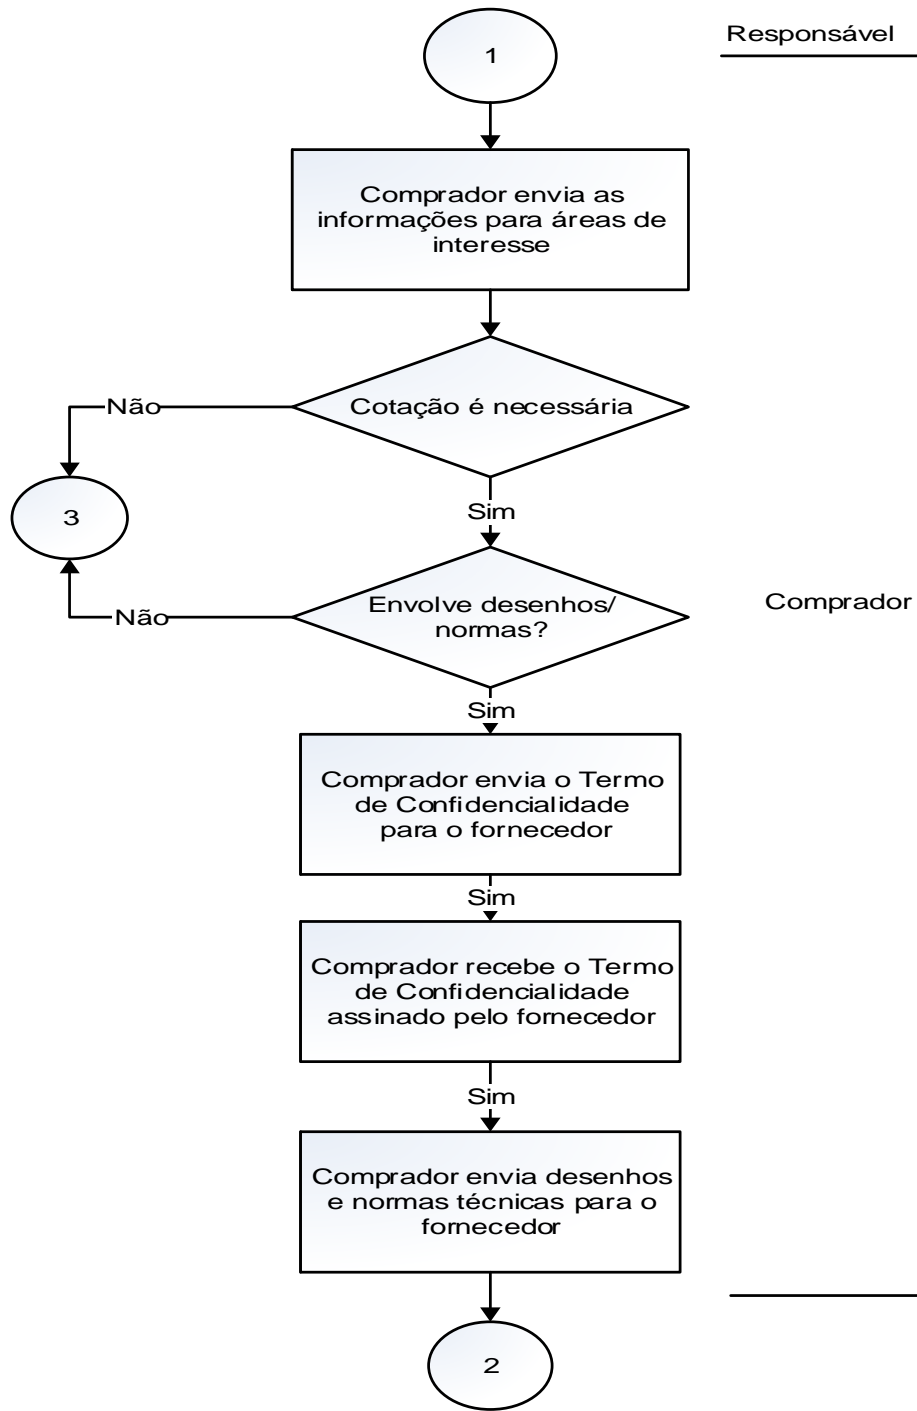 1
Responsável
Comprador envia as
informações para áreas de
interesse
Não
Cotação é necessária
3
Sim
Não
Envolve desenhos/
normas?
Comprador
Sim
Comprador envia o Termo
de Confidencialidade
para o fornecedor
Sim
Comprador recebe o Termo
de Confidencialidade
assinado pelo fornecedor
Sim
Comprador envia desenhos
e normas técnicas para o
fornecedor
2